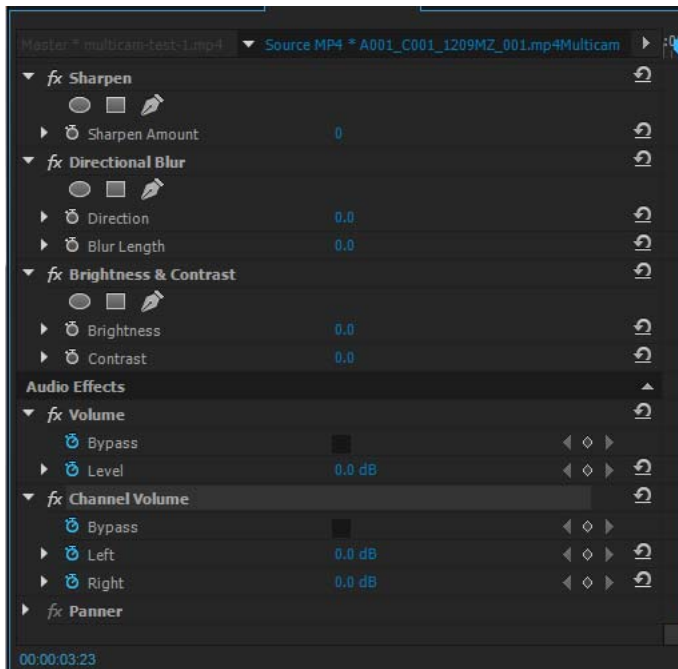 Master * multicam-test-1.mp4 Source MP4 * A001_C001_1209MZ_001.mp4Multicam
fx Sharpen
Sharpen Amount 0
fx Directional Blur
Direction 0.0
Blur Length 0.0
fx Brightness & Contrast
Brightness 0.0
Contrast 0.0
Audio Effects
fx Volume
Bypass
Level 0.0 dB
fx Channel Volume
Bypass
Left 0.0 dB
Right 0.0 dB
fx Panner
00:00:03:23